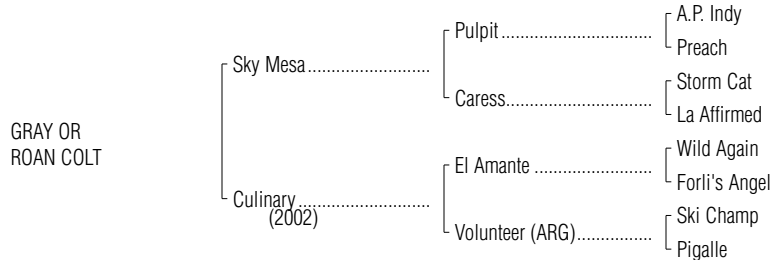 A.P. Indy
Pulpit
Preach
Sky Mesa
Storm Cat
Caress
La Affirmed
GRAY OR
ROAN COLT
Wild Again
El Amante
Forli's Angel
Culinary
(2002)
Ski Champ
Volunteer (ARG)
Pigalle